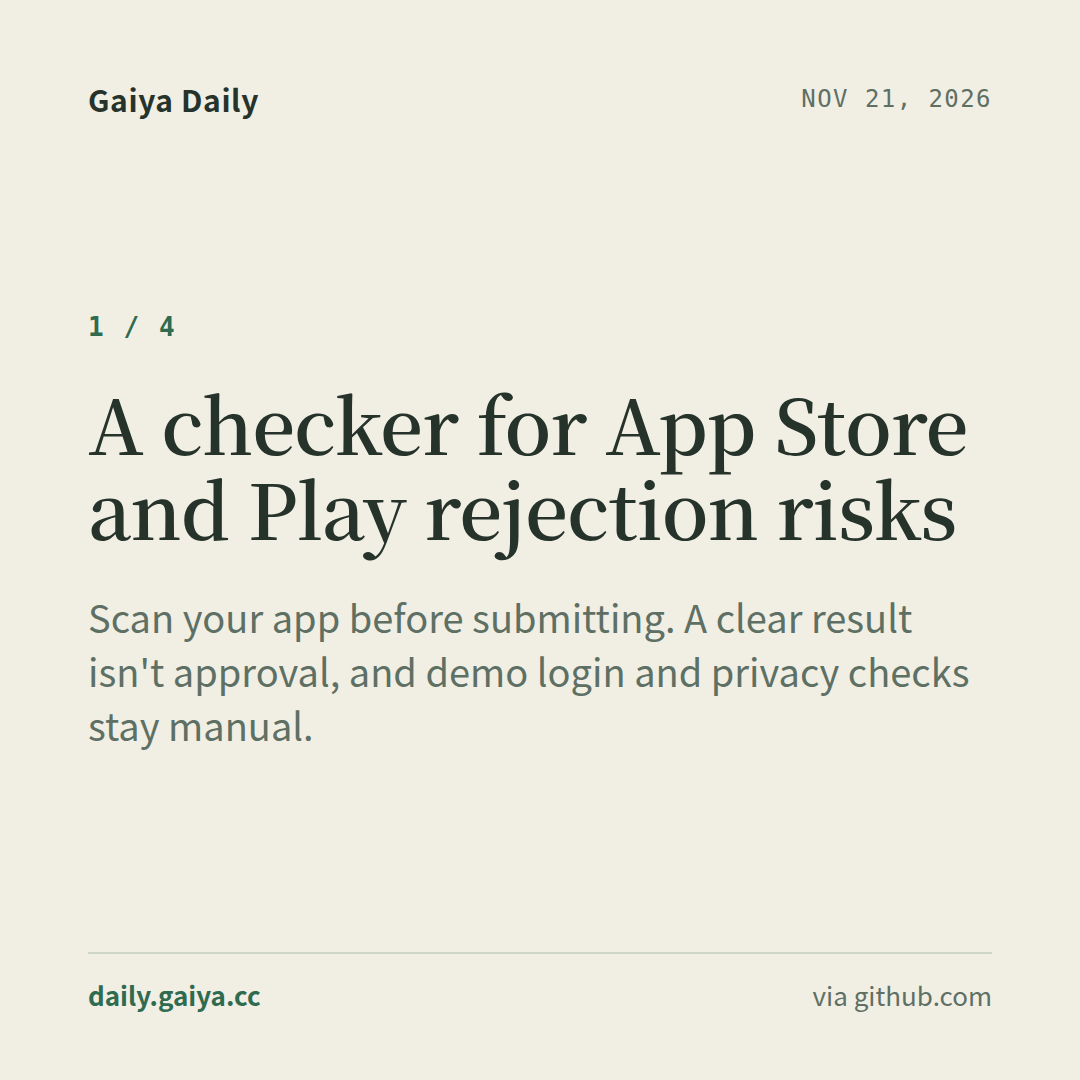 Gaiya Daily
NOV 21, 2026
1 / 4
A checker for App Store
and Play rejection risks
Scan your app before submitting. A clear result
isn't approval, and demo login and privacy checks
stay manual.
daily.gaiya.cc
via github.com